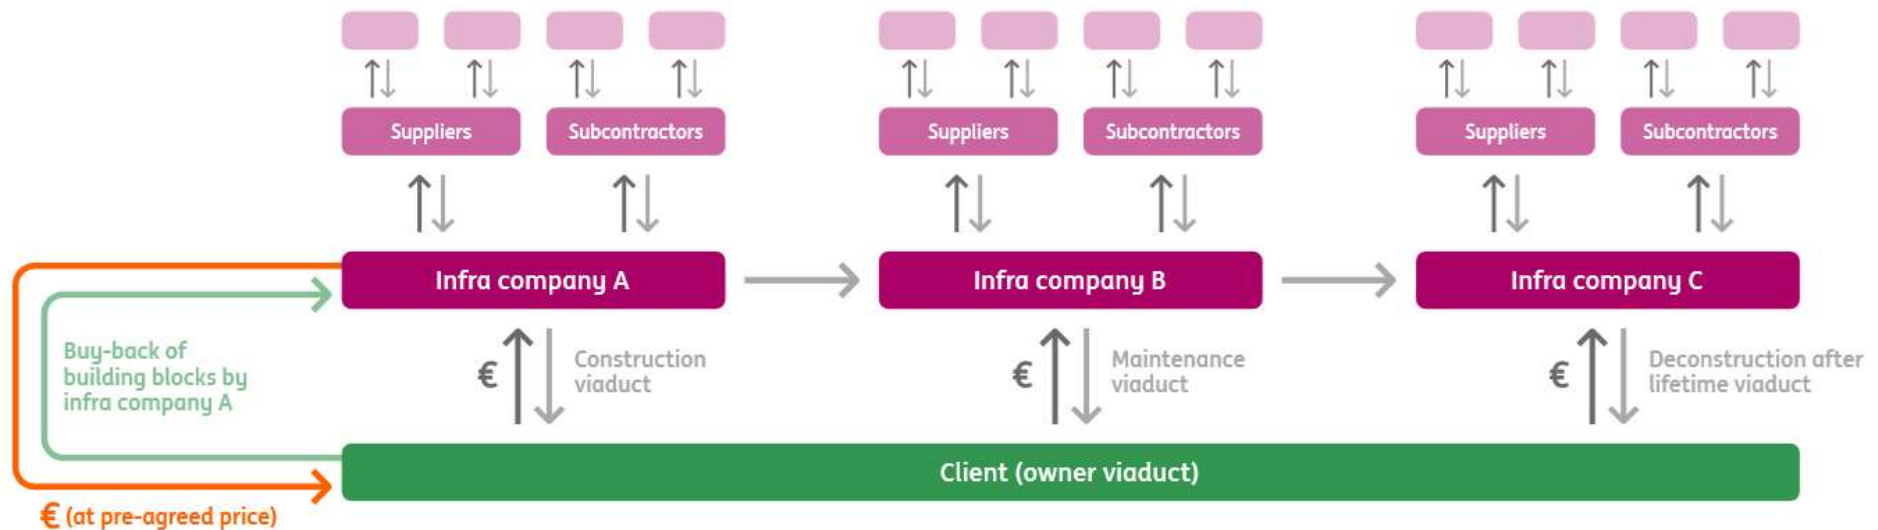 Suppliers
Subcontractors
Suppliers
Subcontractors
Suppliers
Subcontractors
Infra company A
Infra company B
Infra company C
Buy-back of
building blocks by
infra company A
€
Construction
viaduct
€
Maintenance
viaduct
€
Deconstruction after
lifetime viaduct
Client (owner viaduct)
€ (at pre-agreed price)